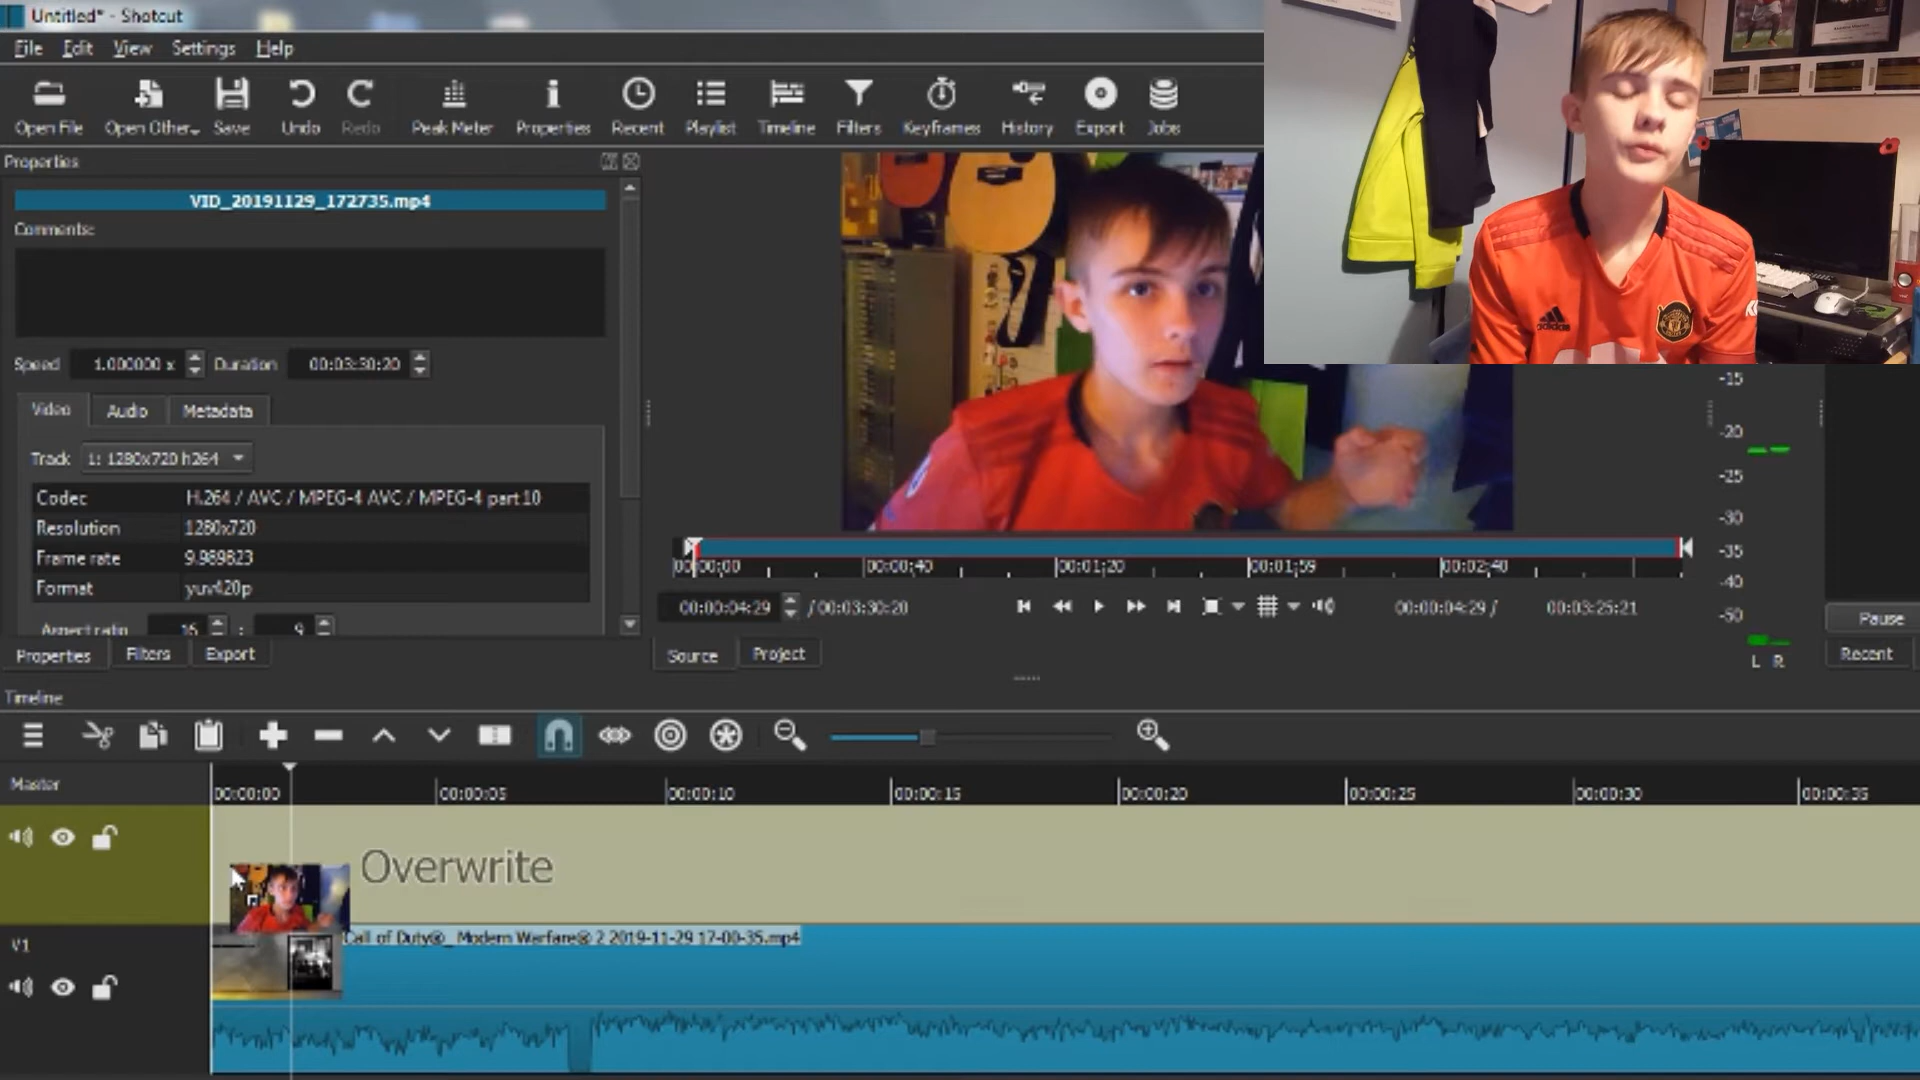 Untitled* - Shotcut
File Edit View Settings Help
Open File Open Other Save Undo Redo Peak Meter Properties Recent Playlist Timeline Filters Keyframes History Export Jobs
Properties
VID_20191129_172735.mp4
Comments:
Speed 1.000000 x Duration 00:03:30:20
Video Audio Metadata
Track 1: 1280x720 h264
Codec H.264 / AVC / MPEG-4 AVC / MPEG-4 part 10
Resolution 1280x720
Frame rate 9.989823
Format yuv420p
Aspect ratio 16 : 9
Properties Filters Export
adidas
00:00:00 00:00:40 00:01:20 00:01:59 00:02:40
00:00:04:29 / 00:03:30:20 00:00:04:29 / 00:03:25:21
Source Project
-15
-20
-25
-30
-35
-40
-50
L R
Pause
Recent
Timeline
Master
00:00:00 00:00:05 00:00:10 00:00:15 00:00:20 00:00:25 00:00:30 00:00:35
Overwrite
V1
Call of Duty®_ Modern Warfare® 2 2019-11-29 17-00-35.mp4